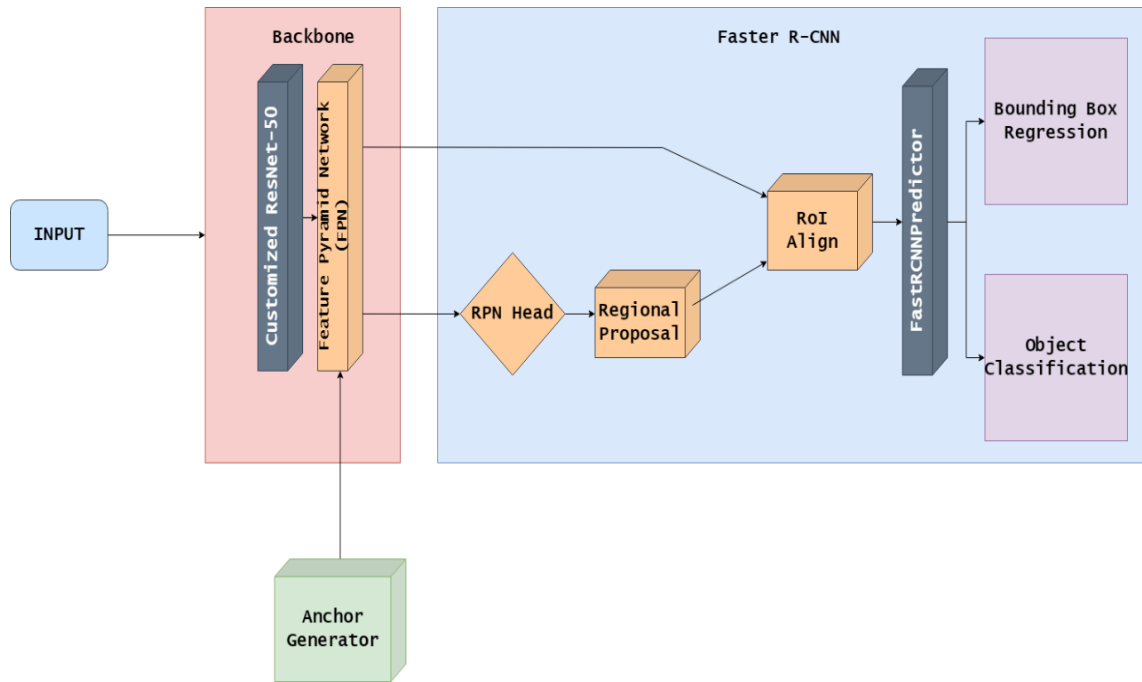 Backbone
Faster R-CNN
INPUT
Customized ResNet-50
Feature Pyramid Network
(FPN)
RPN Head
Regional
Proposal
RoI
Align
FastRCNNPredictor
Bounding Box
Regression
Object
Classification
Anchor
Generator